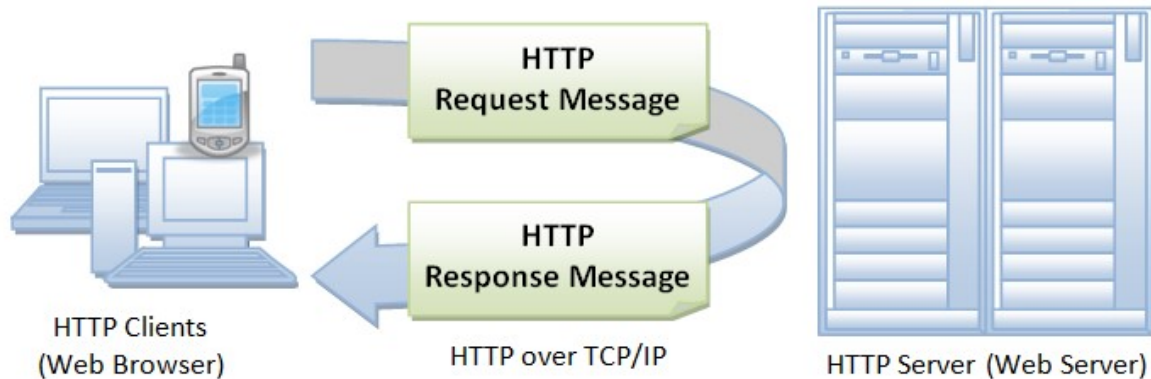 HTTP
Request Message
HTTP
Response Message
HTTP Clients
(Web Browser)
HTTP over TCP/IP
HTTP Server (Web Server)